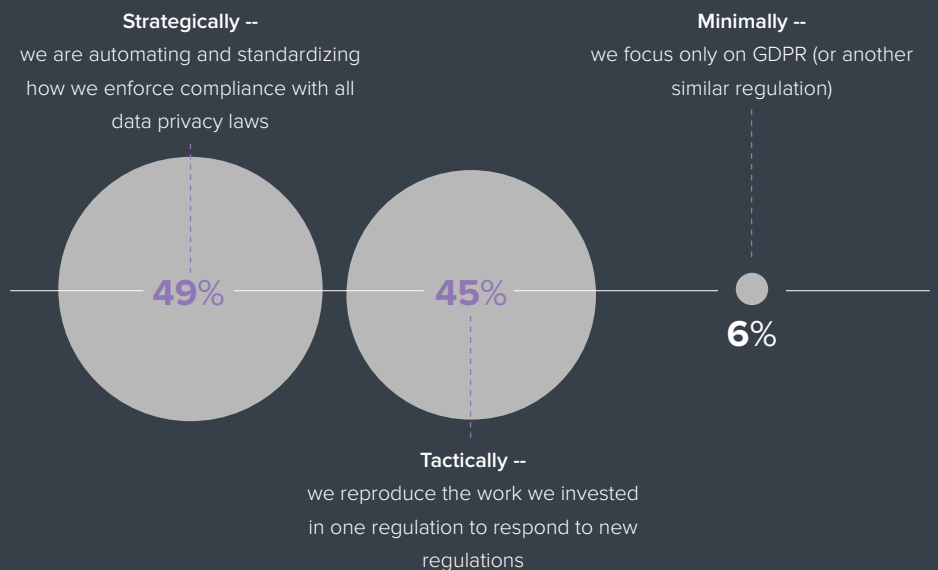 Strategically --
we are automating and standardizing
how we enforce compliance with all
data privacy laws
Minimally --
we focus only on GDPR (or another
similar regulation)
49%
45%
6%
Tactically --
we reproduce the work we invested
in one regulation to respond to new
regulations